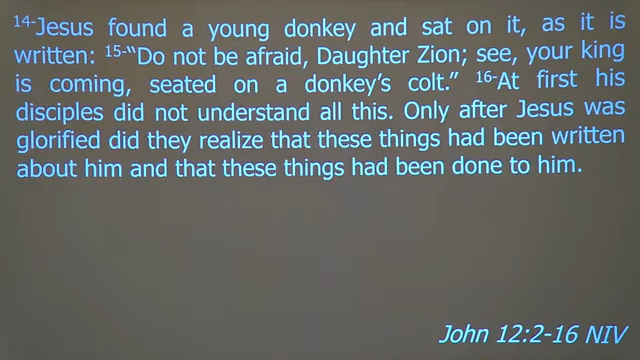 14-Jesus found a young donkey and sat on it, as it is
written: 15-“Do not be afraid, Daughter Zion; see, your king
is coming, seated on a donkey’s colt.” 16-At first his
disciples did not understand all this. Only after Jesus was
glorified did they realize that these things had been written
about him and that these things had been done to him.
John 12:2-16 NIV